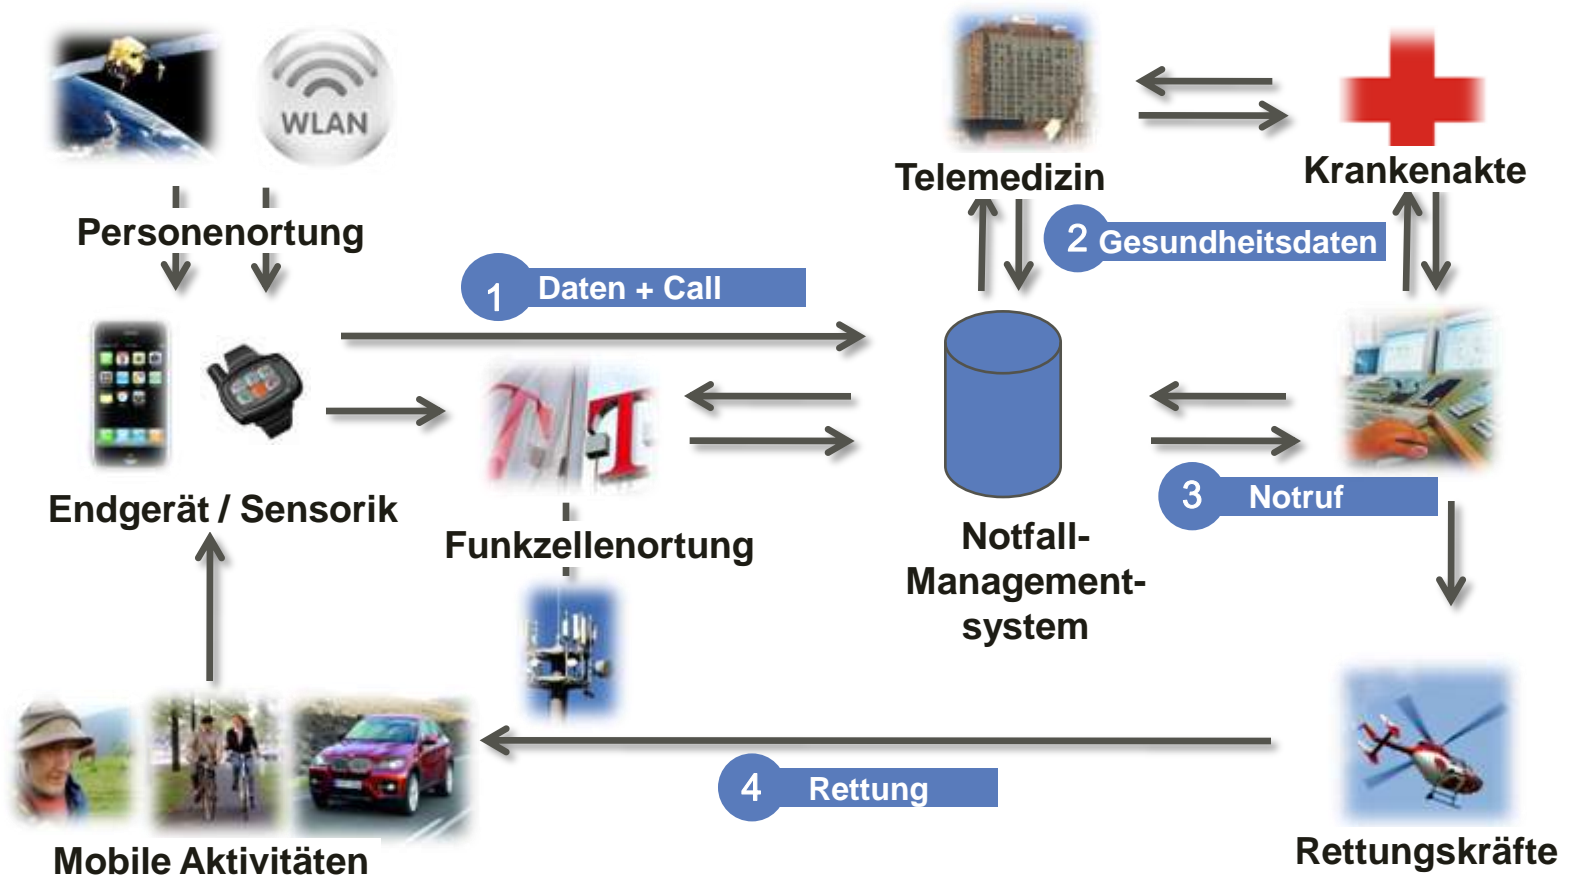 WLAN
Telemedizin
Krankenakte
Personenortung
2 Gesundheitsdaten
1 Daten + Call
T
3 Notruf
Endgerät / Sensorik
Funkzellenortung
Notfall-
Management-
system
4 Rettung
Mobile Aktivitäten
Rettungskräfte